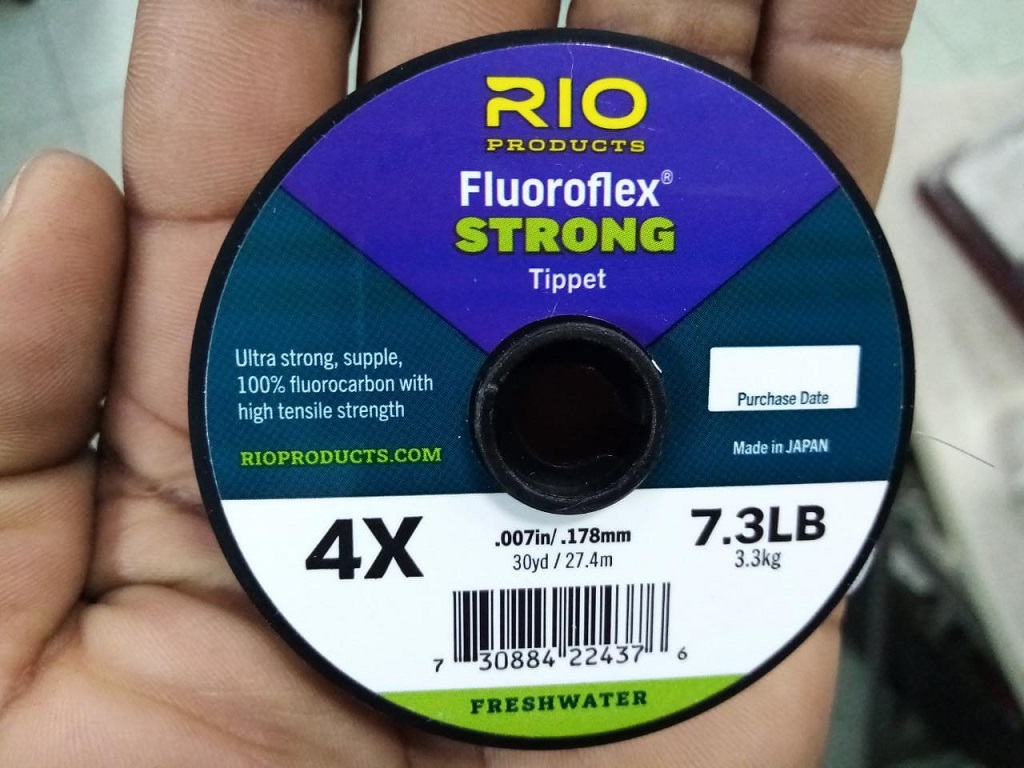 RIO
PRODUCTS
Fluoroflex®
STRONG
Tippet
Ultra strong, supple,
100% fluorocarbon with
high tensile strength
RIOPRODUCTS.COM
Purchase Date
Made in JAPAN
4X
.007in/ .178mm
30yd / 27.4m
7.3LB
3.3kg
7 30884 22437 6
FRESHWATER